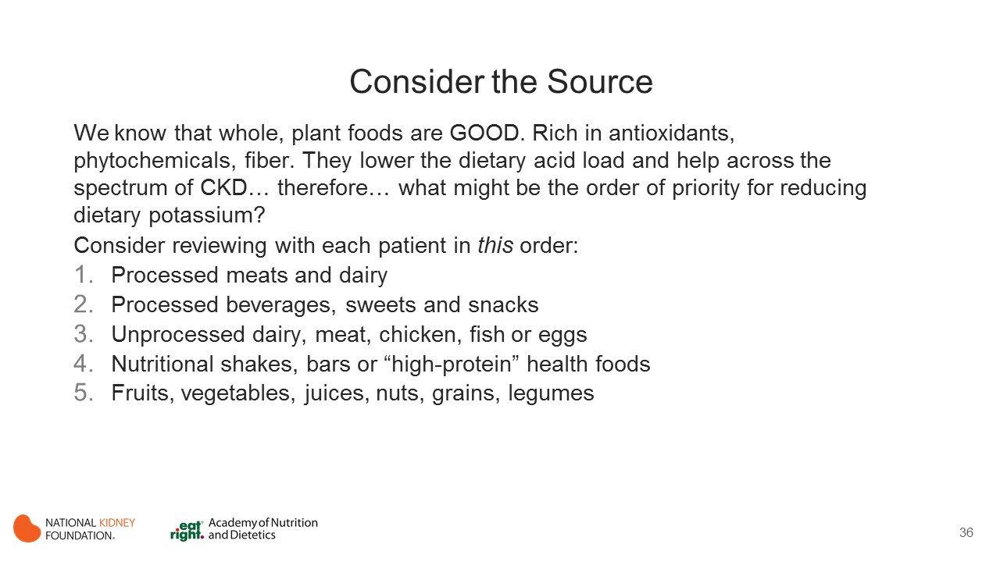 Consider the Source
We know that whole, plant foods are GOOD. Rich in antioxidants,
phytochemicals, fiber. They lower the dietary acid load and help across the
spectrum of CKD… therefore… what might be the order of priority for reducing
dietary potassium?
Consider reviewing with each patient in this order:
1. Processed meats and dairy
2. Processed beverages, sweets and snacks
3. Unprocessed dairy, meat, chicken, fish or eggs
4. Nutritional shakes, bars or “high-protein” health foods
5. Fruits, vegetables, juices, nuts, grains, legumes
NATIONAL KIDNEY
FOUNDATION®
eat
right.
Academy of Nutrition
and Dietetics
36